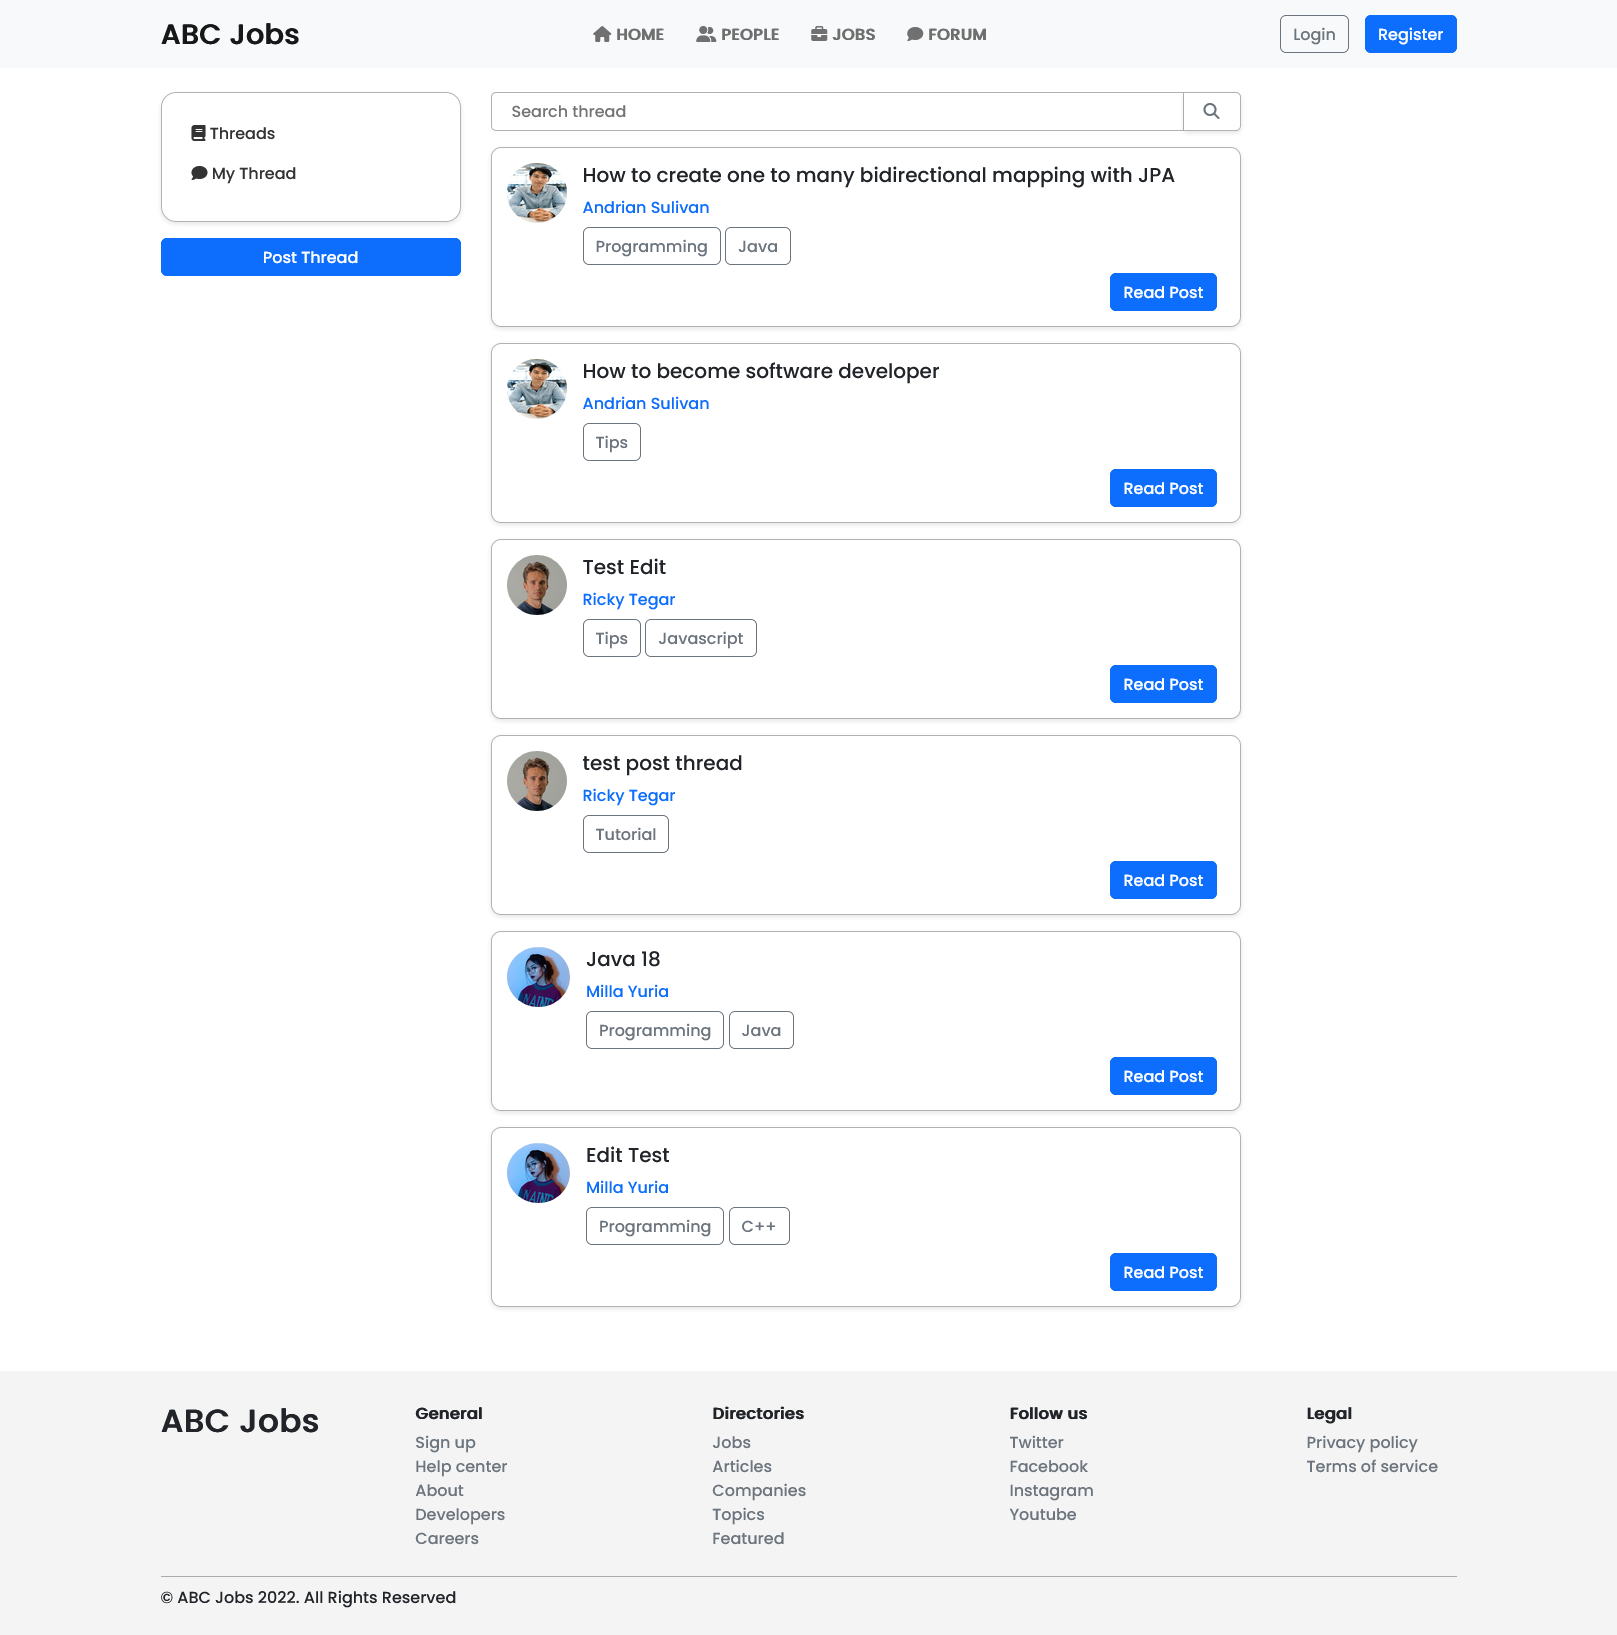 ABC Jobs
HOME
PEOPLE
JOBS
FORUM
Login
Register
Threads
My Thread
Post Thread
Search thread
How to create one to many bidirectional mapping with JPA
Andrian Sulivan
Programming
Java
Read Post
How to become software developer
Andrian Sulivan
Tips
Read Post
Test Edit
Ricky Tegar
Tips
Javascript
Read Post
test post thread
Ricky Tegar
Tutorial
Read Post
Java 18
Milla Yuria
Programming
Java
Read Post
Edit Test
Milla Yuria
Programming
C++
Read Post
ABC Jobs
General
Sign up
Help center
About
Developers
Careers
Directories
Jobs
Articles
Companies
Topics
Featured
Follow us
Twitter
Facebook
Instagram
Youtube
Legal
Privacy policy
Terms of service
© ABC Jobs 2022. All Rights Reserved